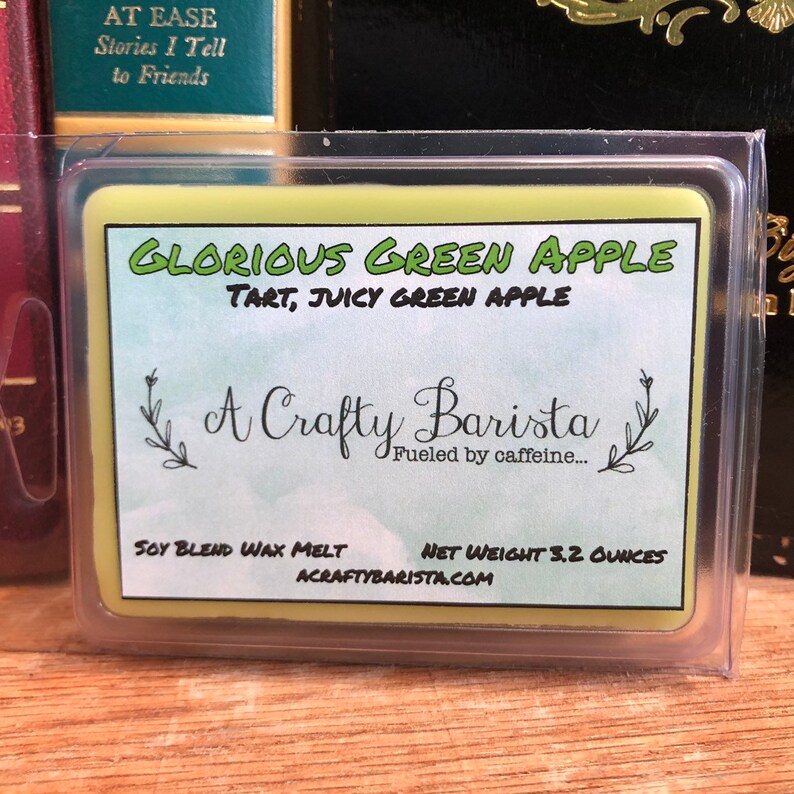 AT EASE
Stories I Tell
to Friends
Glorious Green Apple
Tart, juicy green apple
A Crafty Barista
Fueled by caffeine...
Soy Blend Wax Melt
Net Weight 3.2 Ounces
acraftybarista.com